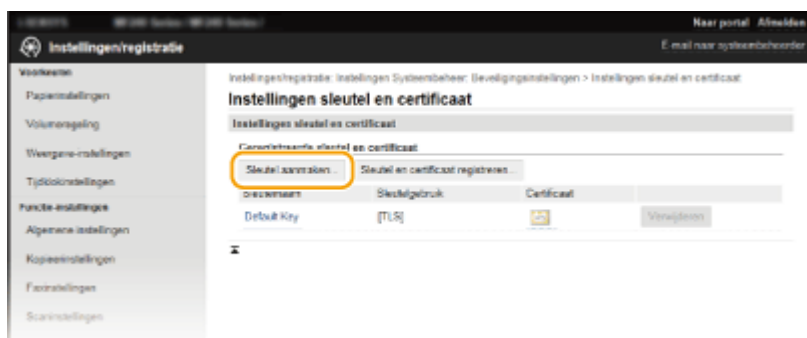 Naar portal Afmelden
Instellingen/registratie
E-mail naar systeembeheerder
Voorkeuren
Papierinstellingen
Volumeregeling
Weergave-instellingen
Tijdklokinstellingen
Functie-instellingen
Algemene instellingen
Kopieerinstellingen
Faxinstellingen
Scaninstellingen
Instellingen/registratie: Instellingen Systeembeheer: Beveiligingsinstellingen > Instellingen sleutel en certificaat
Instellingen sleutel en certificaat
Instellingen sleutel en certificaat
Geregistreerde sleutel en certificaat
Sleutel aanmaken... Sleutel en certificaat registreren...
Sleutelnaam Sleutelgebruik Certificaat
Default Key [TLS] Verwijderen